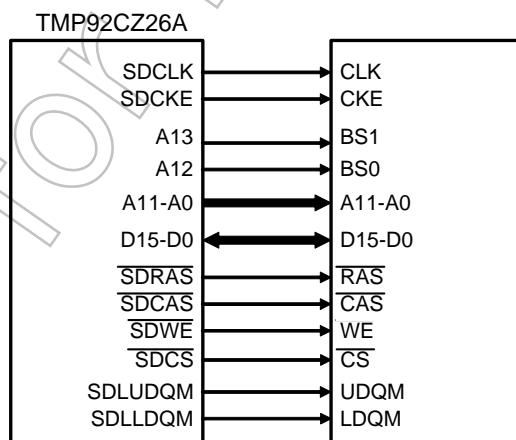 TMP92CZ26A
SDCLK CLK
SDCKE CKE
A13 BS1
A12 BS0
A11-A0 A11-A0
D15-D0 D15-D0
SDRAS RAS
SDCAS CAS
SDWE WE
SDCS CS
SDLUDQM UDQM
SDLLDQM LDQM